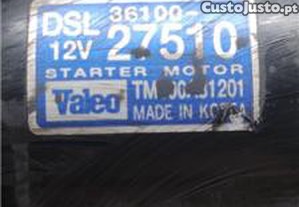 CustoJusto.pt
DSL 36100-
12V 27510
STARTER MOTOR
Valeo
MADE IN KOREA